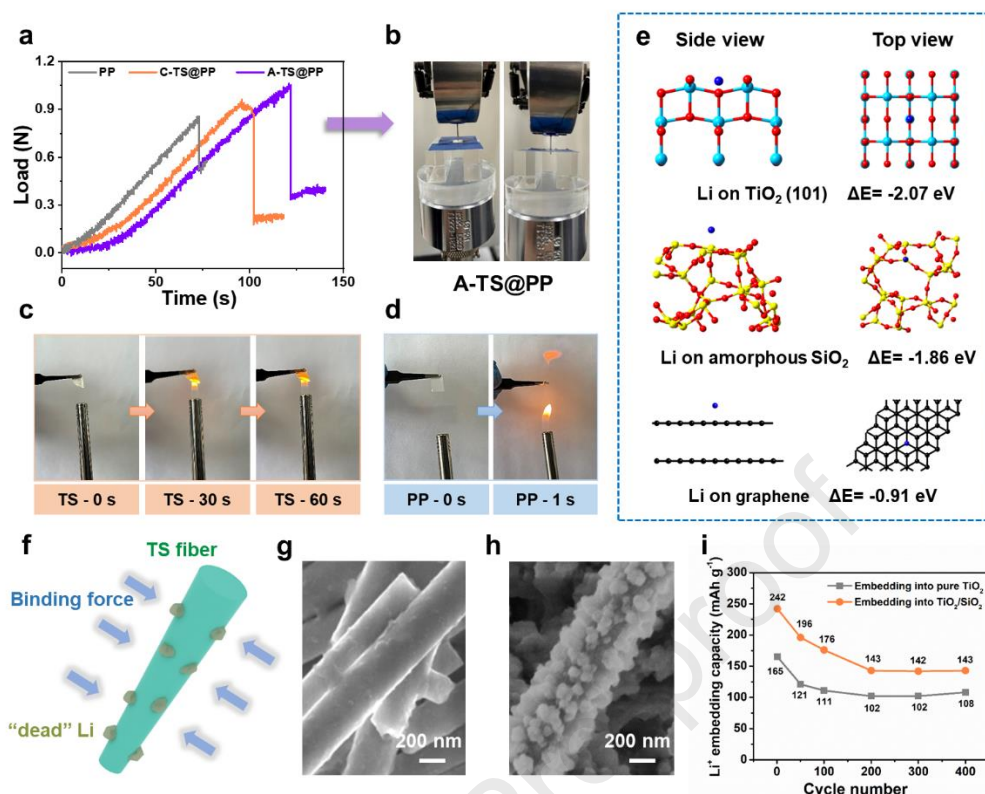 a
PP
C-TS@PP
A-TS@PP
Load (N)
1.2
0.9
0.6
0.3
0.0
0
50
100
150
Time (s)
b
A-TS@PP
c
TS - 0 s
TS - 30 s
TS - 60 s
d
PP - 0 s
PP - 1 s
e
Side view
Top view
Li on TiO₂ (101) ΔE= -2.07 eV
Li on amorphous SiO₂ ΔE= -1.86 eV
Li on graphene ΔE= -0.91 eV
f
TS fiber
Binding force
“dead” Li
g
200 nm
h
200 nm
i
Embedding into pure TiO₂
Embedding into TiO₂/SiO₂
Li⁺ embedding capacity (mAh g⁻¹)
300
250
200
150
100
50
0
242
196
176
143
142
143
165
121
111
102
102
108
0
100
200
300
400
Cycle number
proof